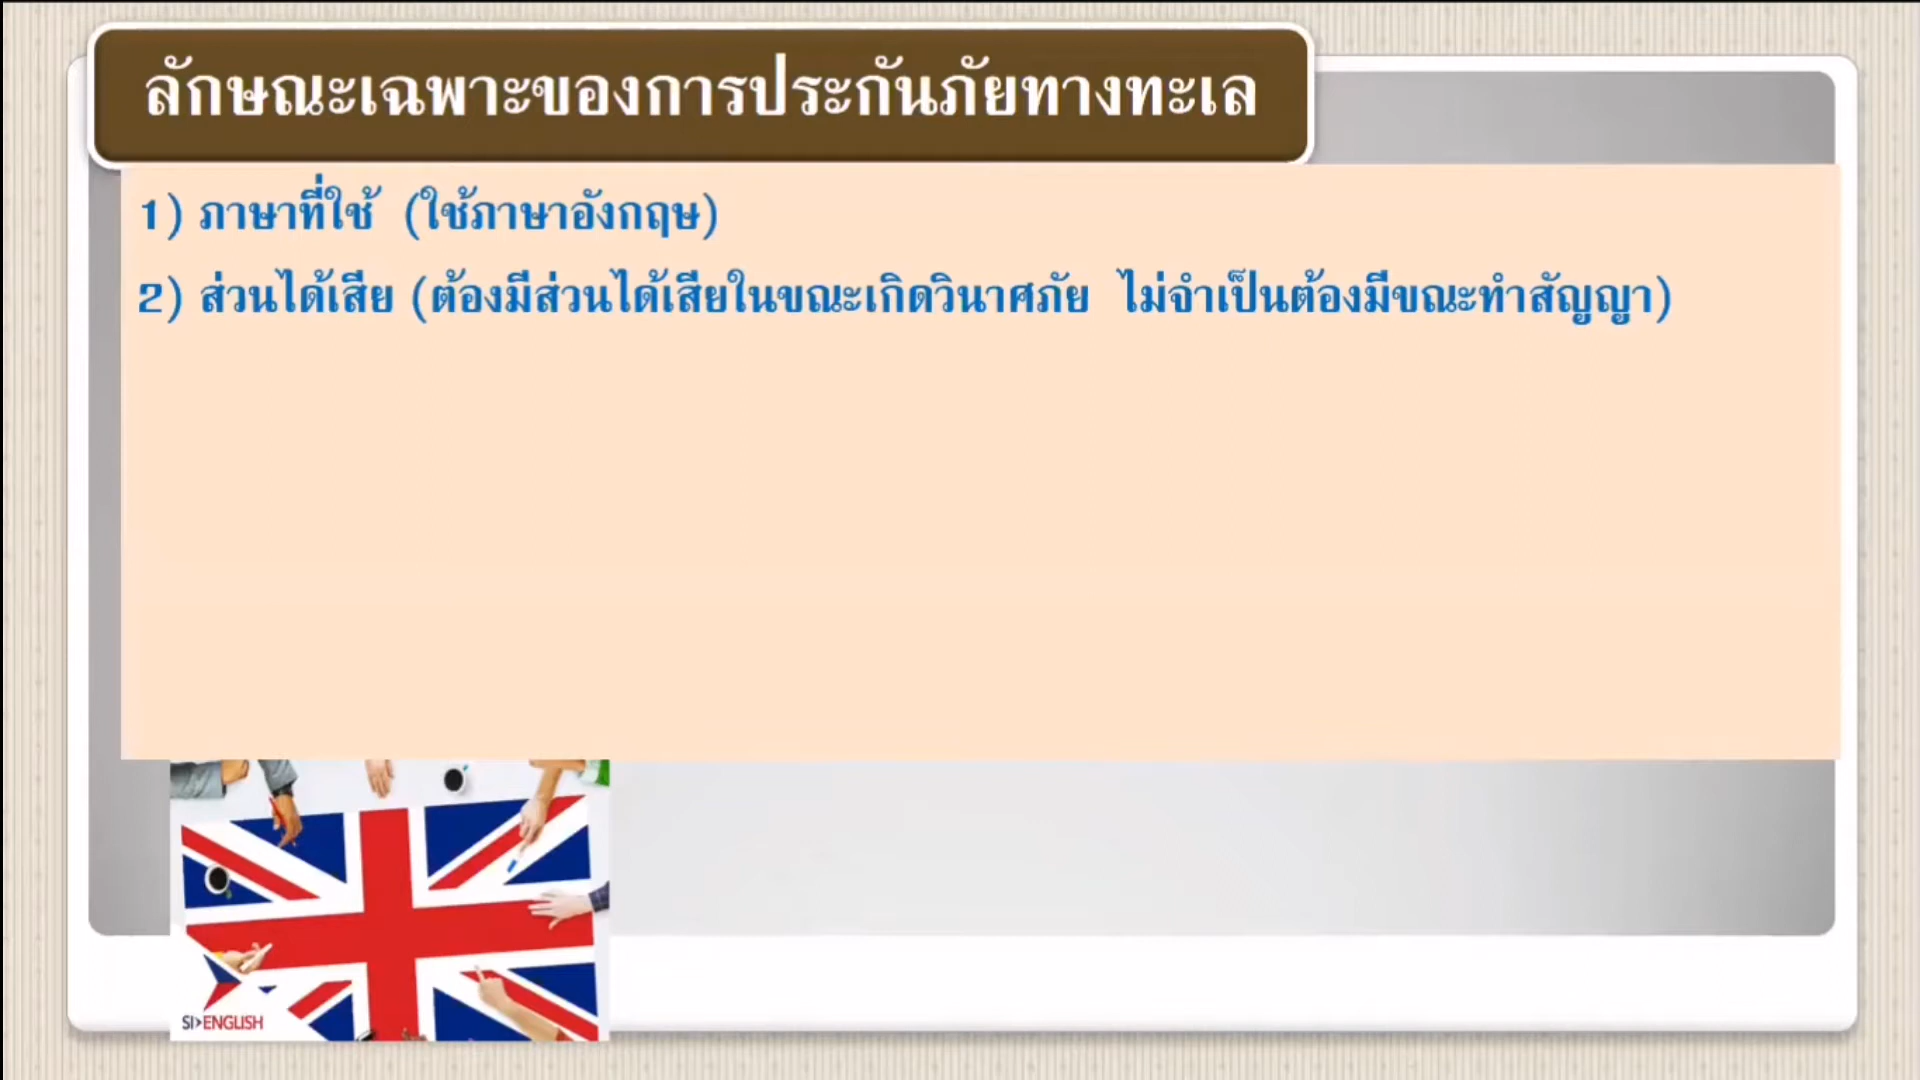 ลักษณะเฉพาะของการประกันภัยทางทะเล
1) ภาษาที่ใช้ (ใช้ภาษาอังกฤษ)
2) ส่วนได้เสีย (ต้องมีส่วนได้เสียในขณะเกิดวินาศภัย ไม่จำเป็นต้องมีขณะทำสัญญา)
SI>ENGLISH